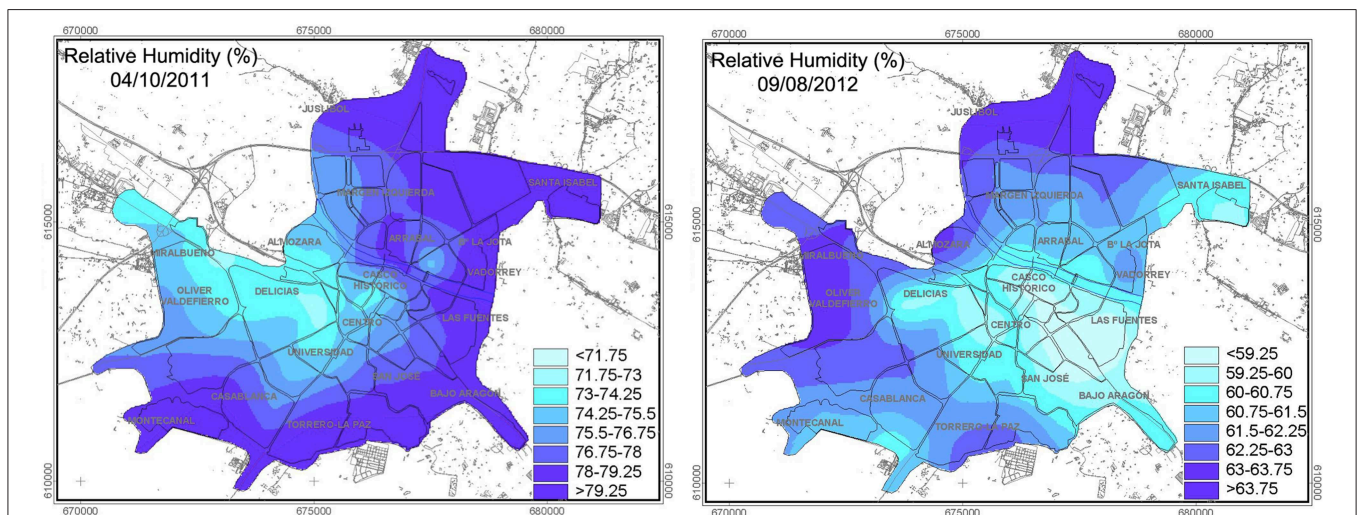 670000 675000 680000
Relative Humidity (%)
04/10/2011
JUSLIBOL
SANTA ISABEL
MARGEN IZQUIERDA
615000
615000
ALMOZARA
ARRABAL
Bº LA JOTA
MIRALBUENO
VADORREY
CASCO
HISTÓRICO
OLIVER
VALDEFIERRO
DELICIAS
CENTRO
LAS FUENTES
UNIVERSIDAD
SAN JOSÉ
CASABLANCA
BAJO ARAGÓN
MONTECANAL
TORRERO-LA PAZ
<71.75
71.75-73
73-74.25
74.25-75.5
75.5-76.75
76.75-78
78-79.25
>79.25
610000
610000
670000 675000 680000
670000 675000 680000
Relative Humidity (%)
09/08/2012
JUSLIBOL
SANTA ISABEL
MARGEN IZQUIERDA
615000
615000
ALMOZARA
ARRABAL
Bº LA JOTA
MIRALBUENO
VADORREY
CASCO
HISTÓRICO
OLIVER
VALDEFIERRO
DELICIAS
CENTRO
LAS FUENTES
UNIVERSIDAD
SAN JOSÉ
CASABLANCA
BAJO ARAGÓN
MONTECANAL
TORRERO-LA PAZ
<59.25
59.25-60
60-60.75
60.75-61.5
61.5-62.25
62.25-63
63-63.75
>63.75
610000
610000
670000 675000 680000